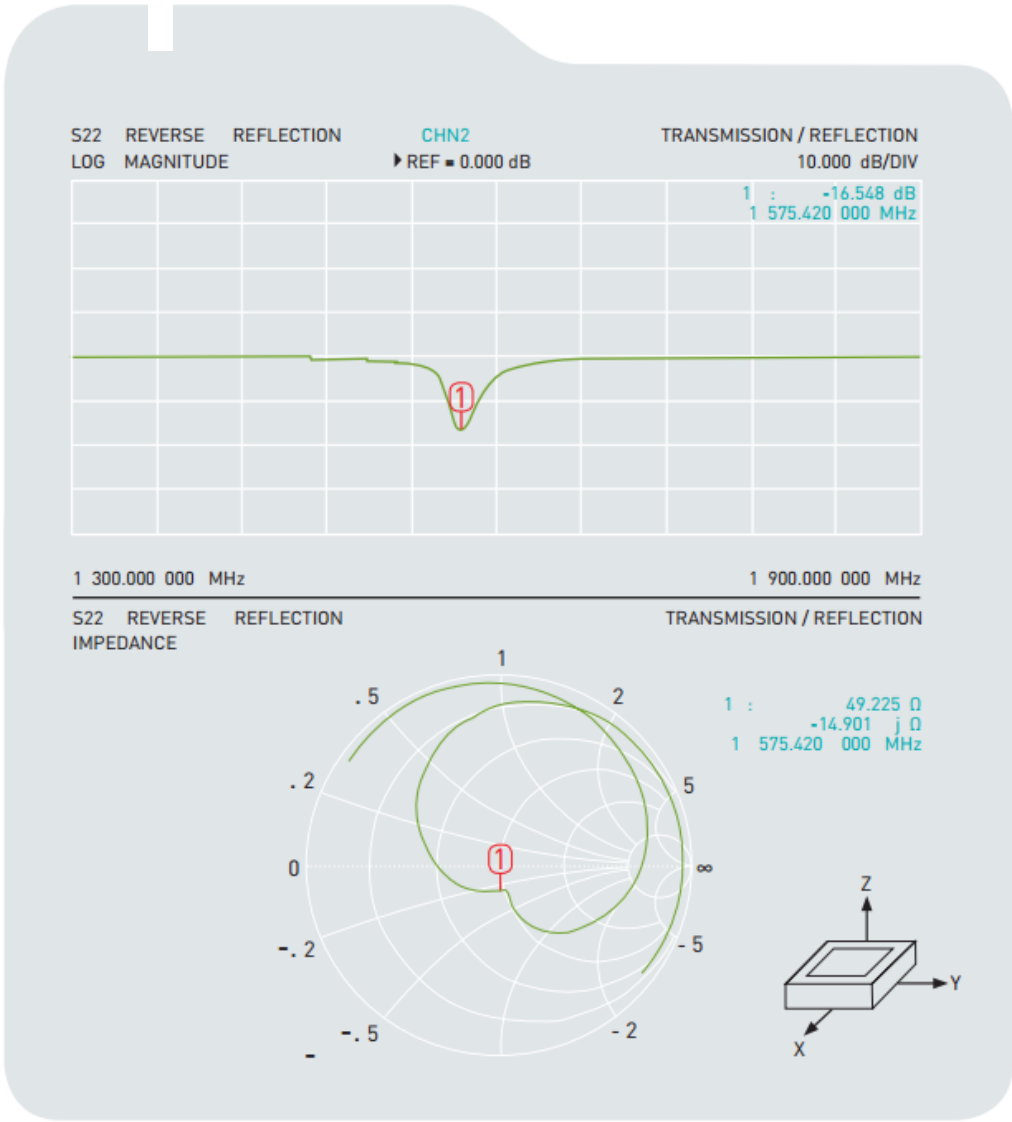 S22 REVERSE REFLECTION CHN2 TRANSMISSION / REFLECTION
LOG MAGNITUDE REF = 0.000 dB 10.000 dB/DIV
1 : -16.548 dB
1 575.420 000 MHz
1
1 300.000 000 MHz 1 900.000 000 MHz
S22 REVERSE REFLECTION TRANSMISSION / REFLECTION
IMPEDANCE
1
.5 2
1 : 49.225 Ω
-14.901 j Ω
1 575.420 000 MHz
.2 5
1
0 ∞
Z
-.2 -5
Y
-.5 -2
X
-